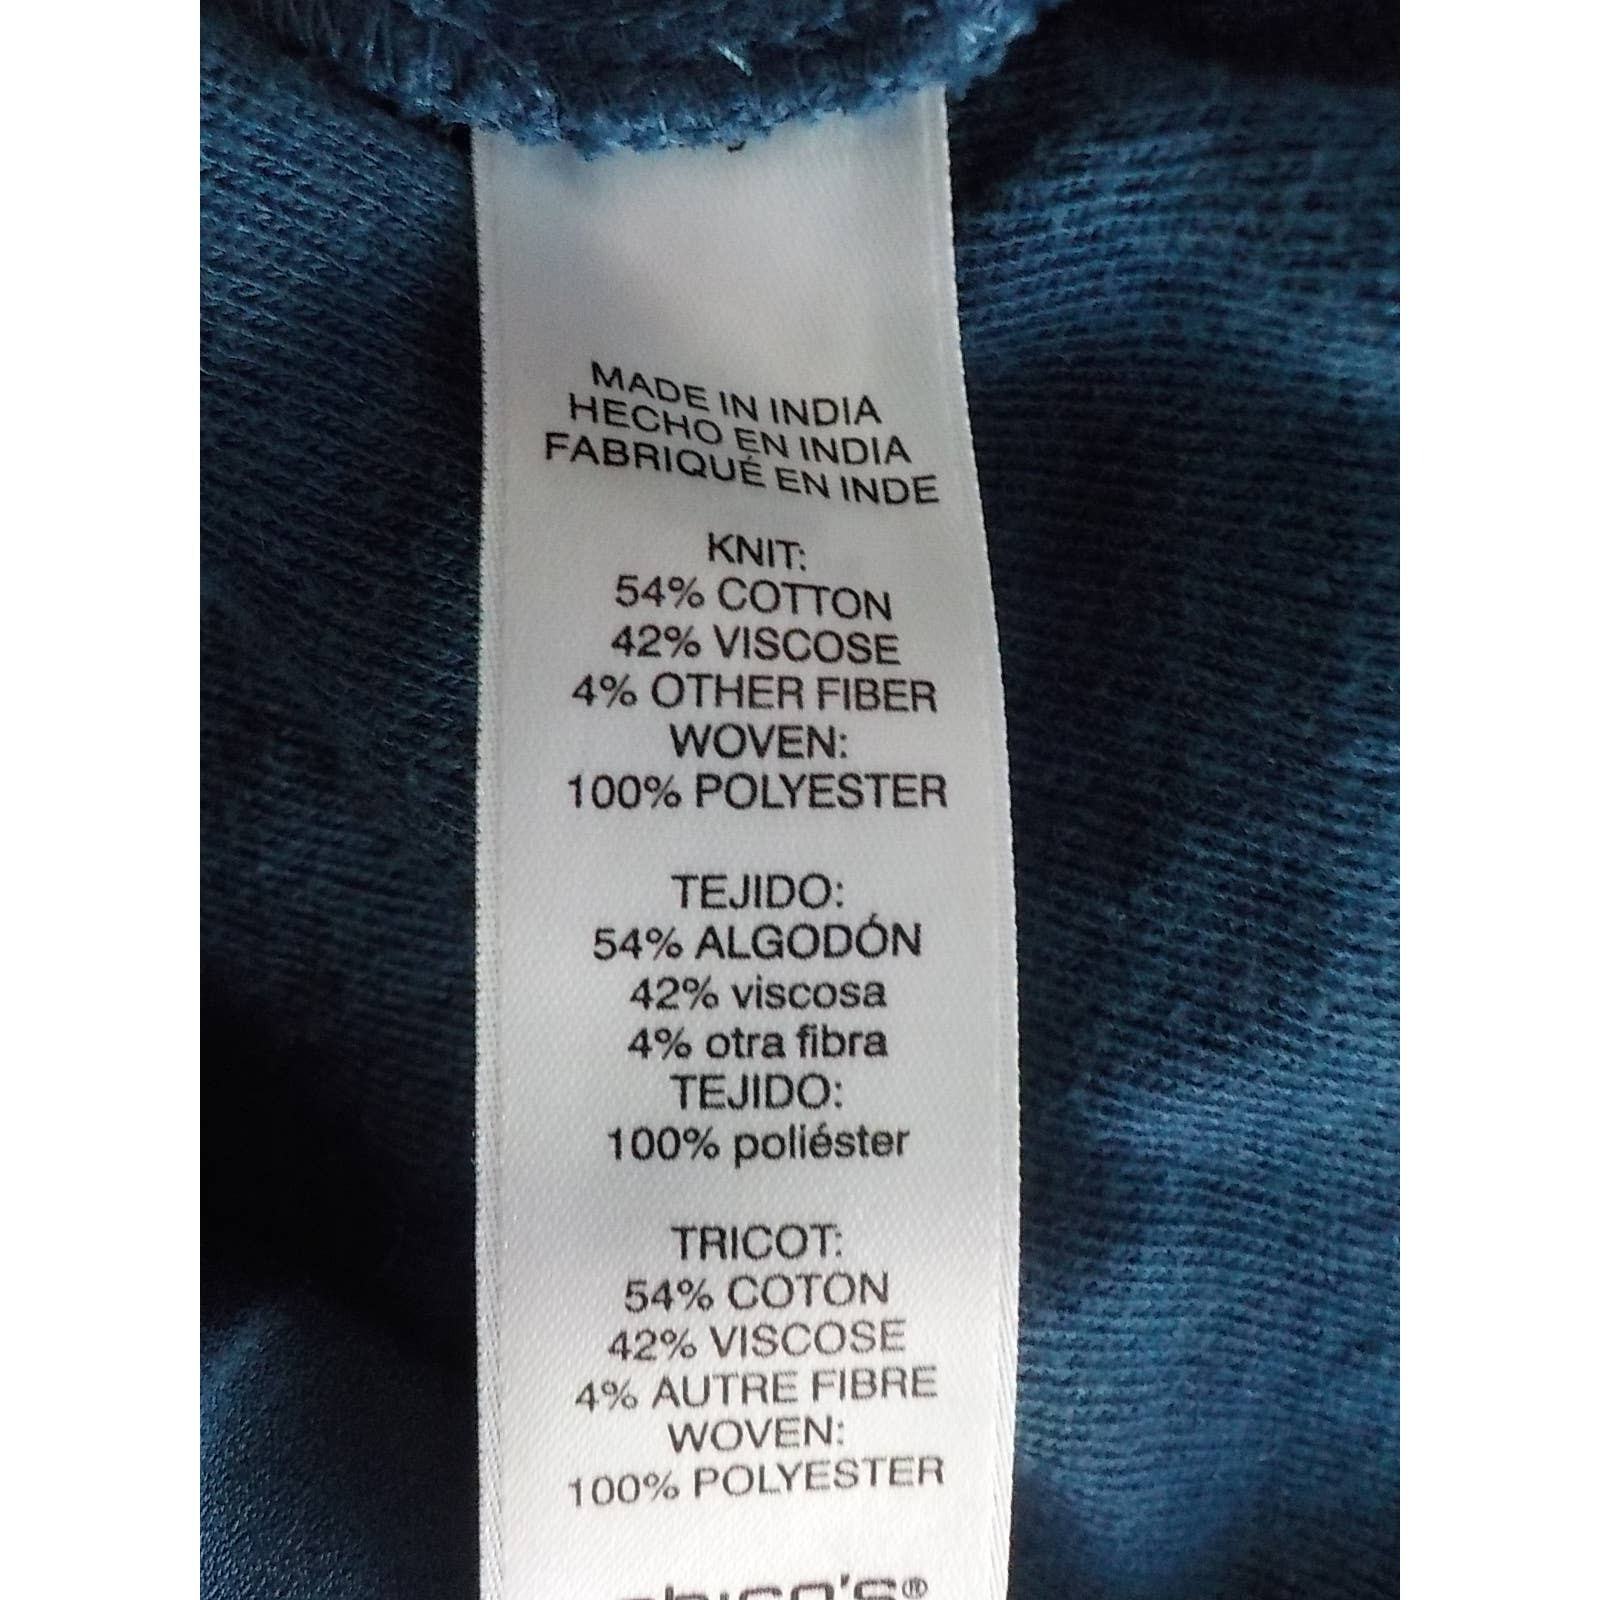 MADE IN INDIA
HECHO EN INDIA
FABRIQUÉ EN INDE
KNIT:
54% COTTON
42% VISCOSE
4% OTHER FIBER
WOVEN:
100% POLYESTER
TEJIDO:
54% ALGODÓN
42% viscosa
4% otra fibra
TEJIDO:
100% poliéster
TRICOT:
54% COTON
42% VISCOSE
4% AUTRE FIBRE
WOVEN:
100% POLYESTER
chico's®